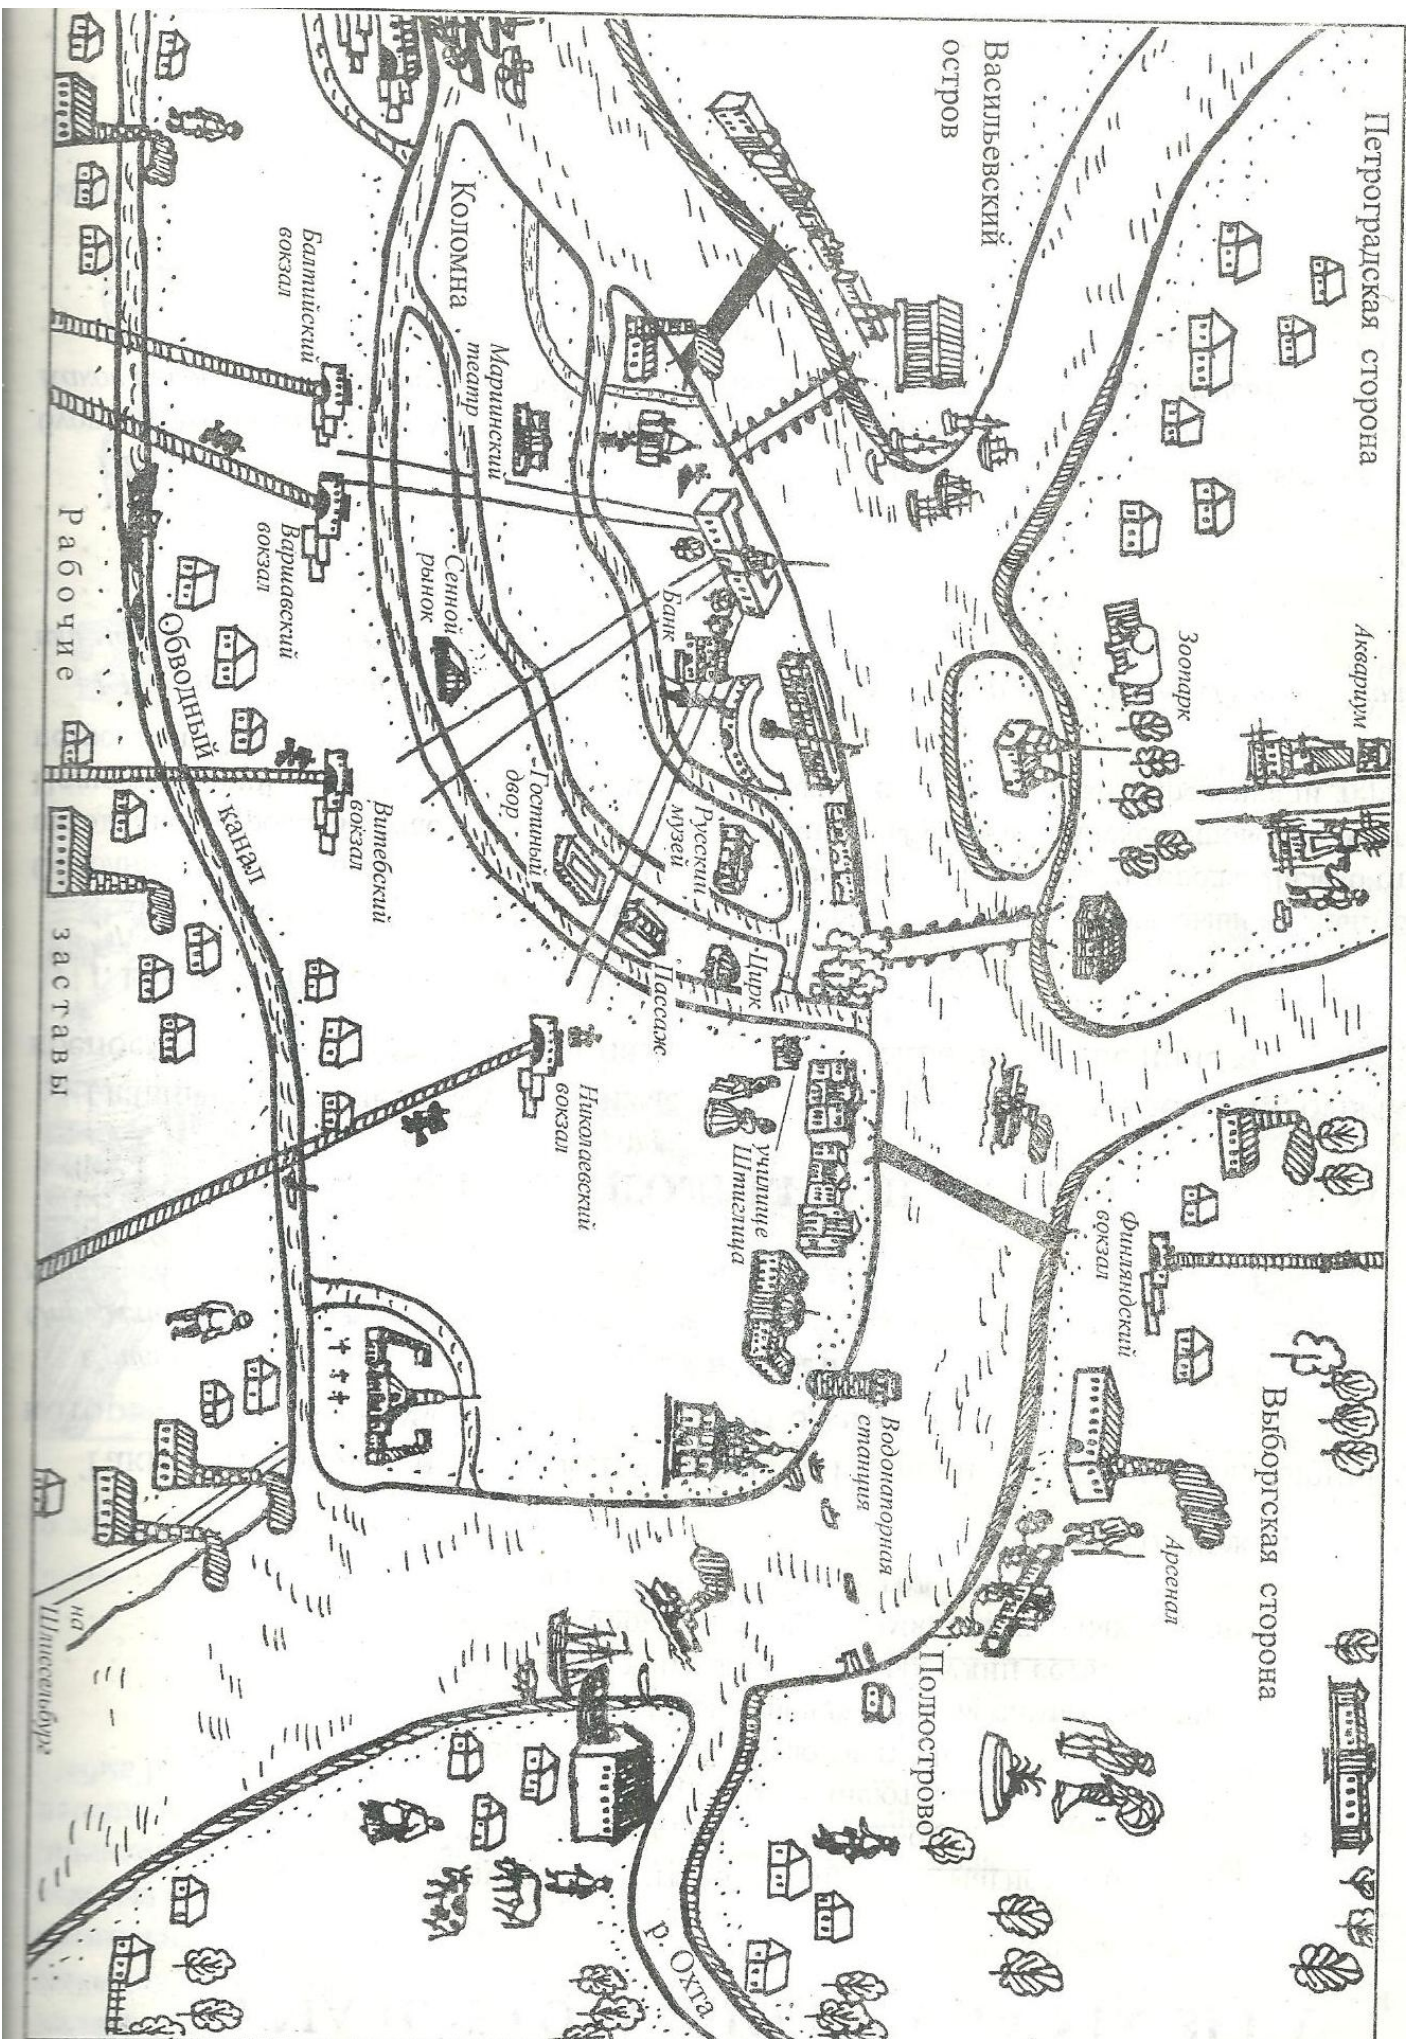 Петроградская сторона
Васильевский
остров
Аквариум
Зоопарк
Выборгская сторона
Финляндский
вокзал
Арсенал
Полюстрово
Водонапорная
станция
р. Охта
училище
Штиглица
Цирк
Пассаж
Русский
музей
Гостиный
двор
Банк
Сенной
рынок
Мариинский
театр
Коломна
Николаевский
вокзал
Витебский
вокзал
Варшавский
вокзал
Балтийский
вокзал
Обводный
канал
Рабочие заставы
на
Шлиссельбург